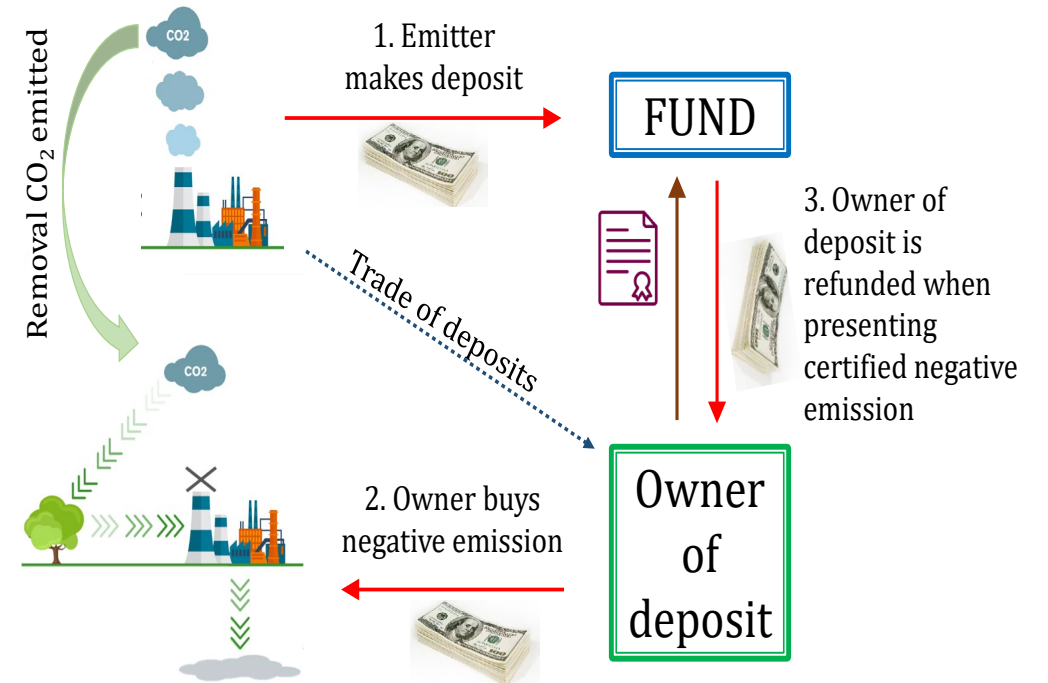 Removal CO₂ emitted
CO2
1. Emitter
makes deposit
FUND
3. Owner of
deposit is
refunded when
presenting
certified negative
emission
Trade of deposits
CO2
2. Owner buys
negative emission
Owner
of
deposit